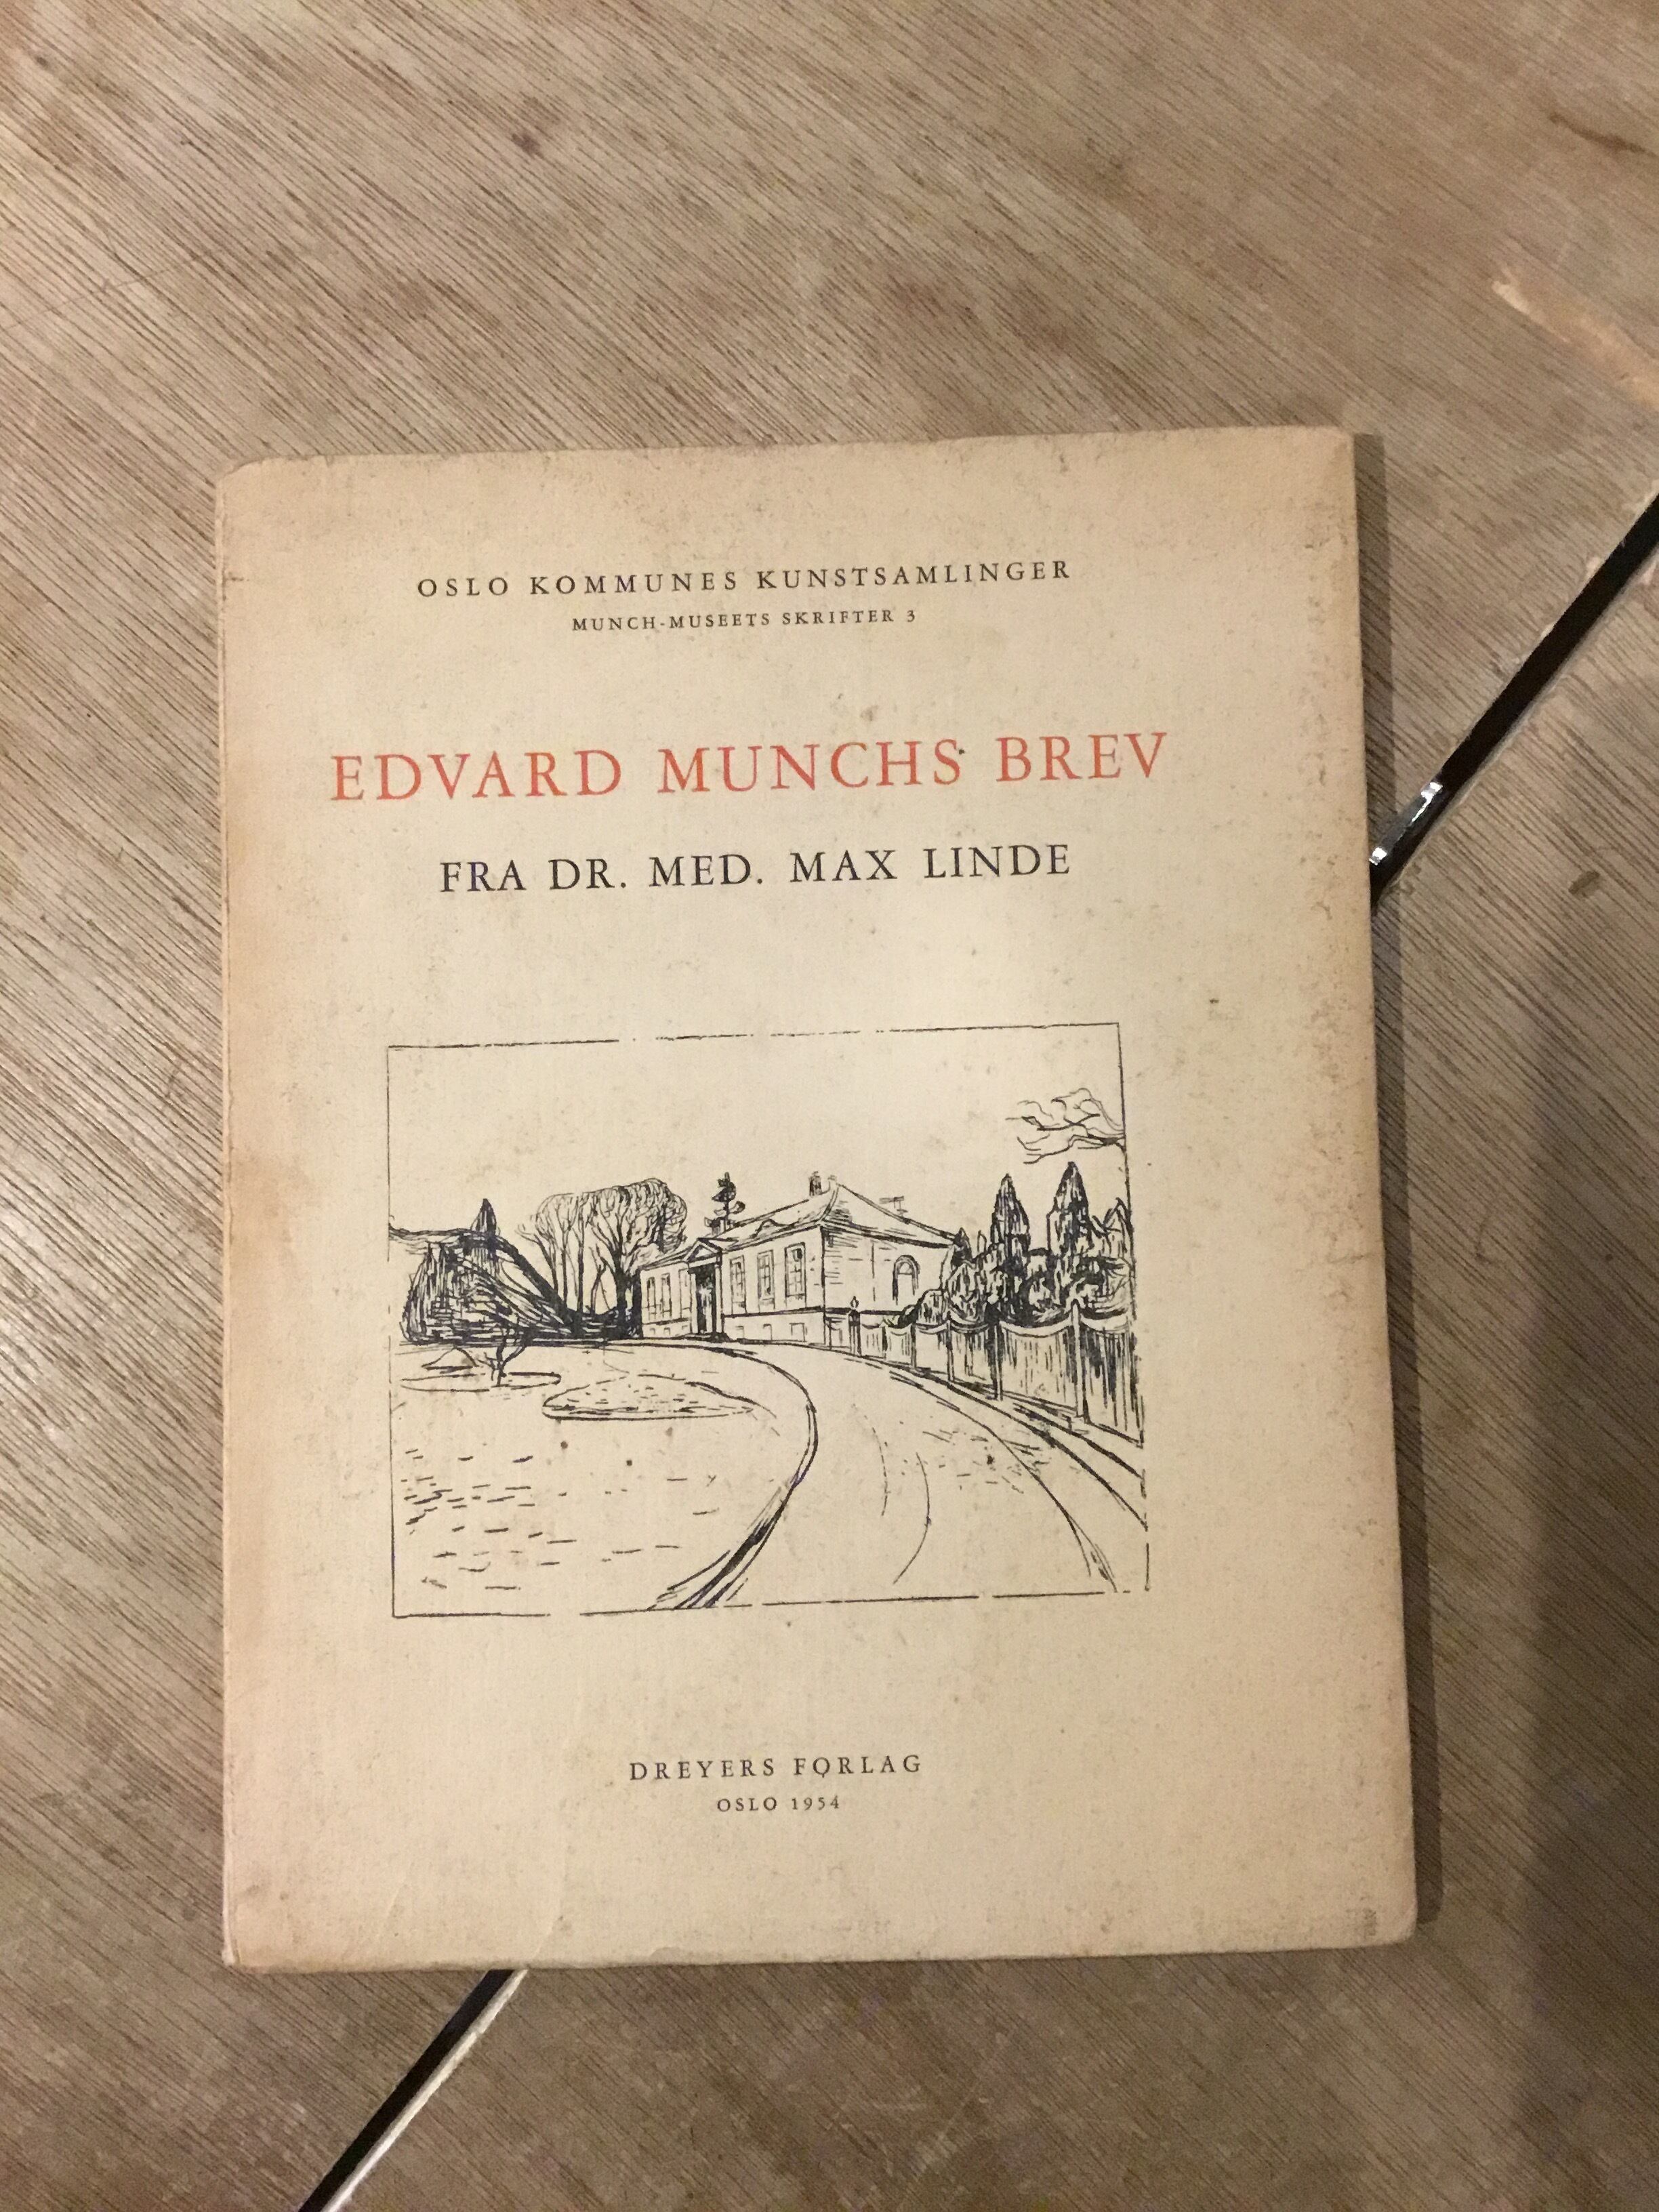 OSLO KOMMUNES KUNSTSAMLINGER
MUNCH-MUSEETS SKRIFTER 3
EDVARD MUNCHS BREV
FRA DR. MED. MAX LINDE
DREYERS FORLAG
OSLO 1954